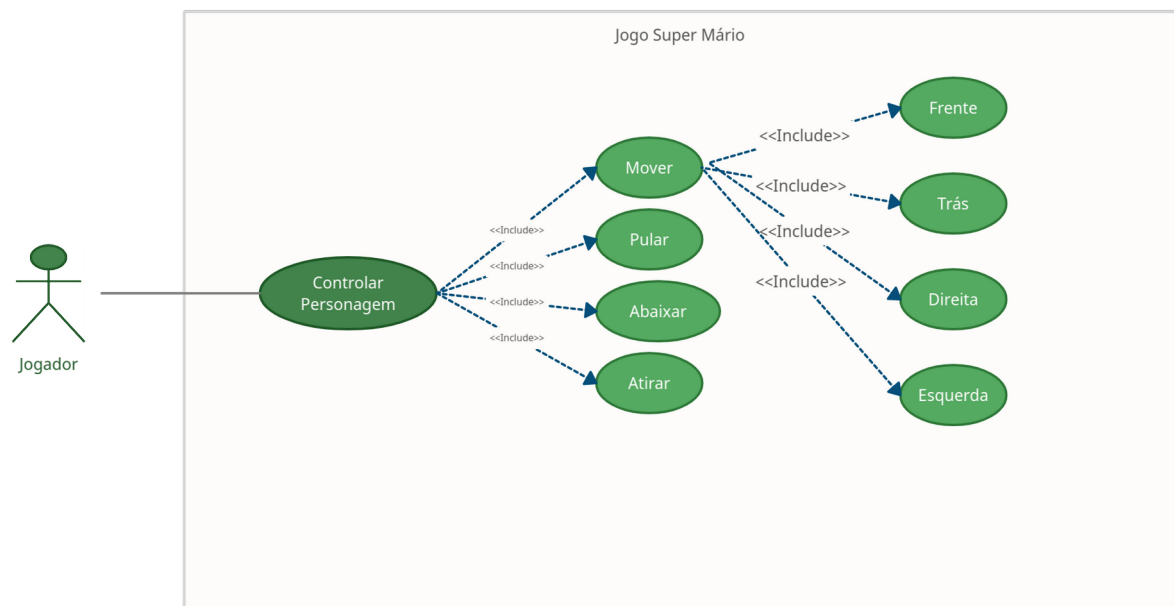 Jogo Super Mário
Frente
<<Include>>
Mover
<<Include>>
Trás
<<Include>>
Pular
<<Include>>
<<Include>>
<<Include>>
Controlar
Personagem
Direita
<<Include>>
Abaixar
<<Include>>
Jogador
Atirar
Esquerda